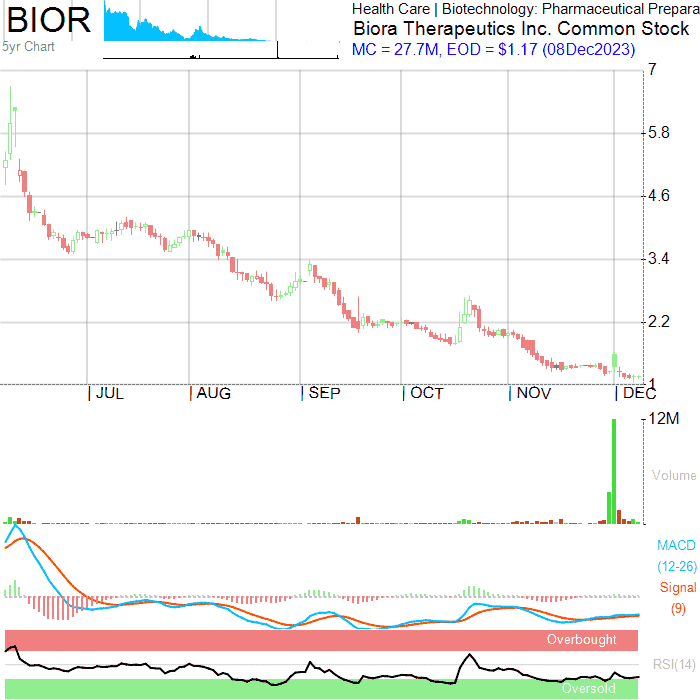 BIOR
5yr Chart
Health Care | Biotechnology: Pharmaceutical Prepara
Biora Therapeutics Inc. Common Stock
MC = 27.7M, EOD = $1.17 (08Dec2023)
7
5.8
4.6
3.4
2.2
1
JUL
AUG
SEP
OCT
NOV
DEC
12M
Volume
MACD
(12-26)
Signal
(9)
Overbought
RSI(14)
Oversold